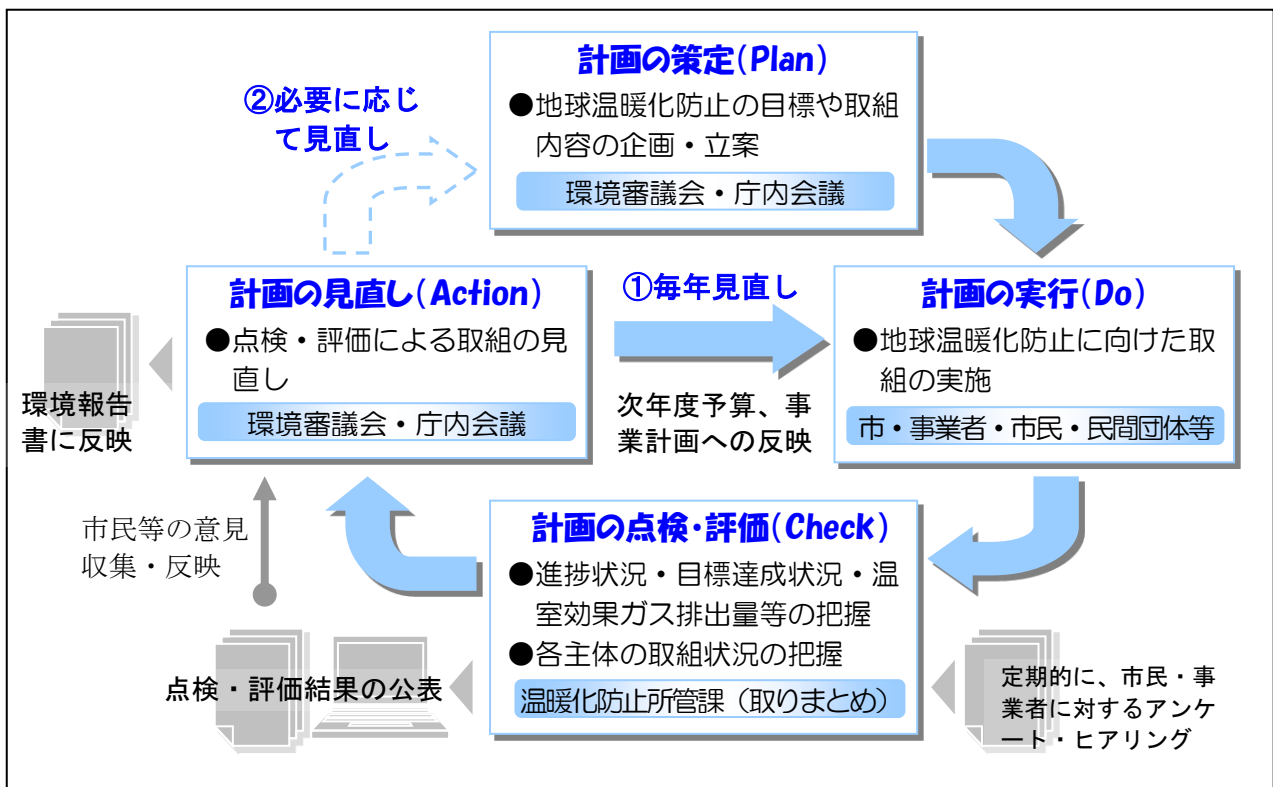 計画の策定(Plan)
●地球温暖化防止の目標や取組
内容の企画・立案
環境審議会・庁内会議
②必要に応じ
て見直し
計画の見直し(Action)
●点検・評価による取組の見
直し
環境審議会・庁内会議
①毎年見直し
次年度予算、事
業計画への反映
計画の実行(Do)
●地球温暖化防止に向けた取
組の実施
市・事業者・市民・民間団体等
環境報告
書に反映
市民等の意見
収集・反映
計画の点検・評価(Check)
●進捗状況・目標達成状況・温
室効果ガス排出量等の把握
●各主体の取組状況の把握
温暖化防止所管課（取りまとめ）
点検・評価結果の公表
定期的に、市民・事
業者に対するアンケ
ート・ヒアリング